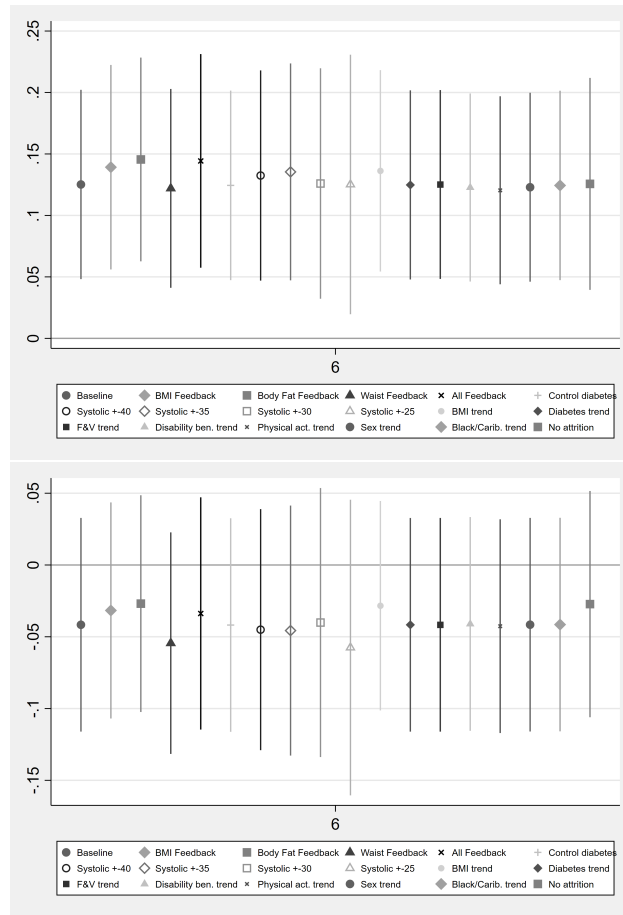 .25
.2
.15
.1
.05
0
6
Baseline BMI Feedback Body Fat Feedback Waist Feedback All Feedback Control diabetes
Systolic +-40 Systolic +-35 Systolic +-30 Systolic +-25 BMI trend Diabetes trend
F&V trend Disability ben. trend Physical act. trend Sex trend Black/Carib. trend No attrition
.05
0
-.05
-.1
-.15
6
Baseline BMI Feedback Body Fat Feedback Waist Feedback All Feedback Control diabetes
Systolic +-40 Systolic +-35 Systolic +-30 Systolic +-25 BMI trend Diabetes trend
F&V trend Disability ben. trend Physical act. trend Sex trend Black/Carib. trend No attrition